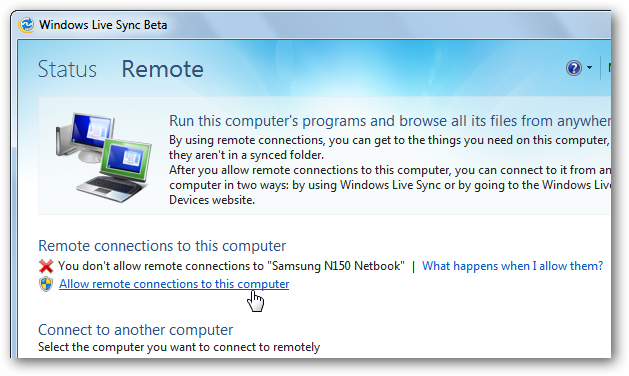 Windows Live Sync Beta
Status Remote
Run this computer's programs and browse all its files from anywhere
By using remote connections, you can get to the things you need on this computer,
they aren't in a synced folder.
After you allow remote connections to this computer, you can connect to it from an
computer in two ways: by using Windows Live Sync or by going to the Windows Live
Devices website.
Remote connections to this computer
You don't allow remote connections to "Samsung N150 Netbook" | What happens when I allow them?
Allow remote connections to this computer
Connect to another computer
Select the computer you want to connect to remotely